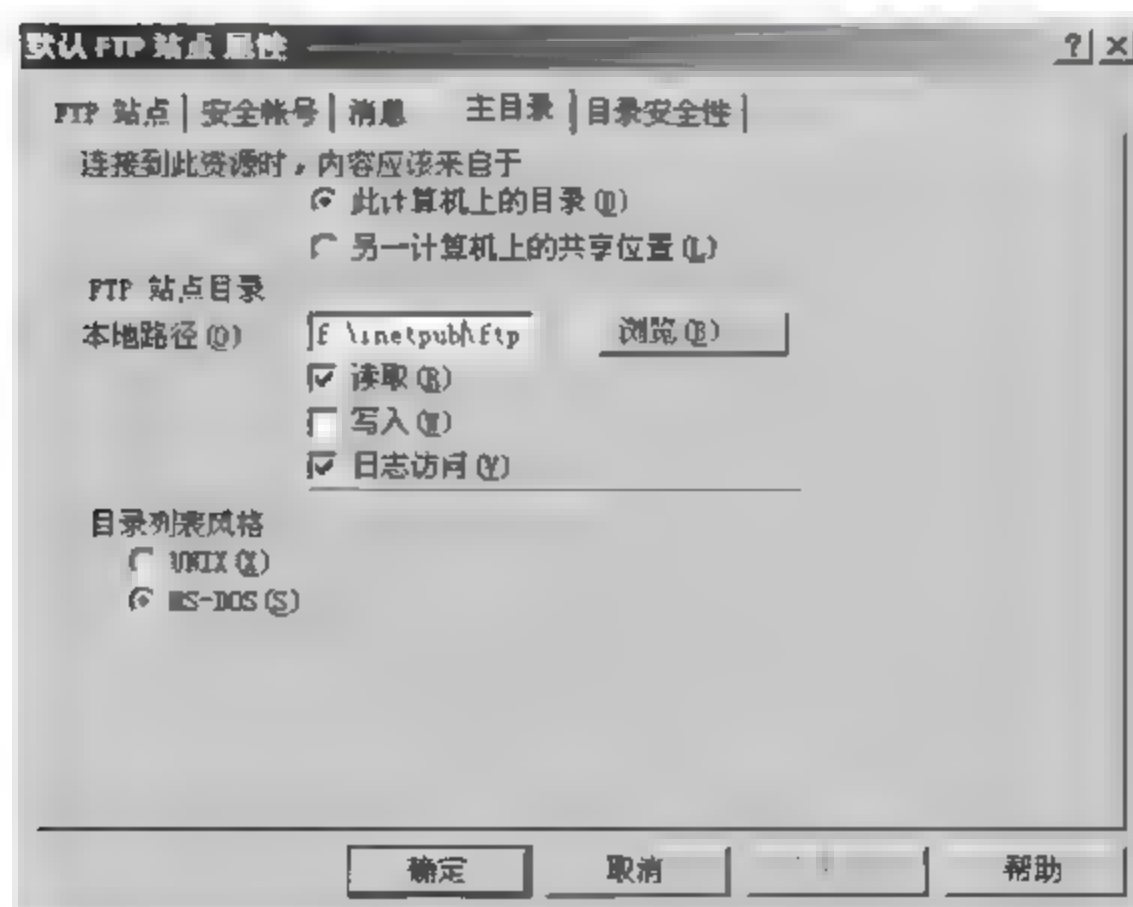 默认 FTP 站点 属性 ? ×
FTP 站点 安全帐号 消息 主目录 目录安全性
连接到此资源时，内容应该来自于
此计算机上的目录(D)
另一计算机上的共享位置(L)
FTP 站点目录
本地路径(O) f \inetpub\ftp 浏览(B)
读取(R)
写入(W)
日志访问(Y)
目录列表风格
UNIX(X)
MS-DOS(S)
确定 取消 帮助